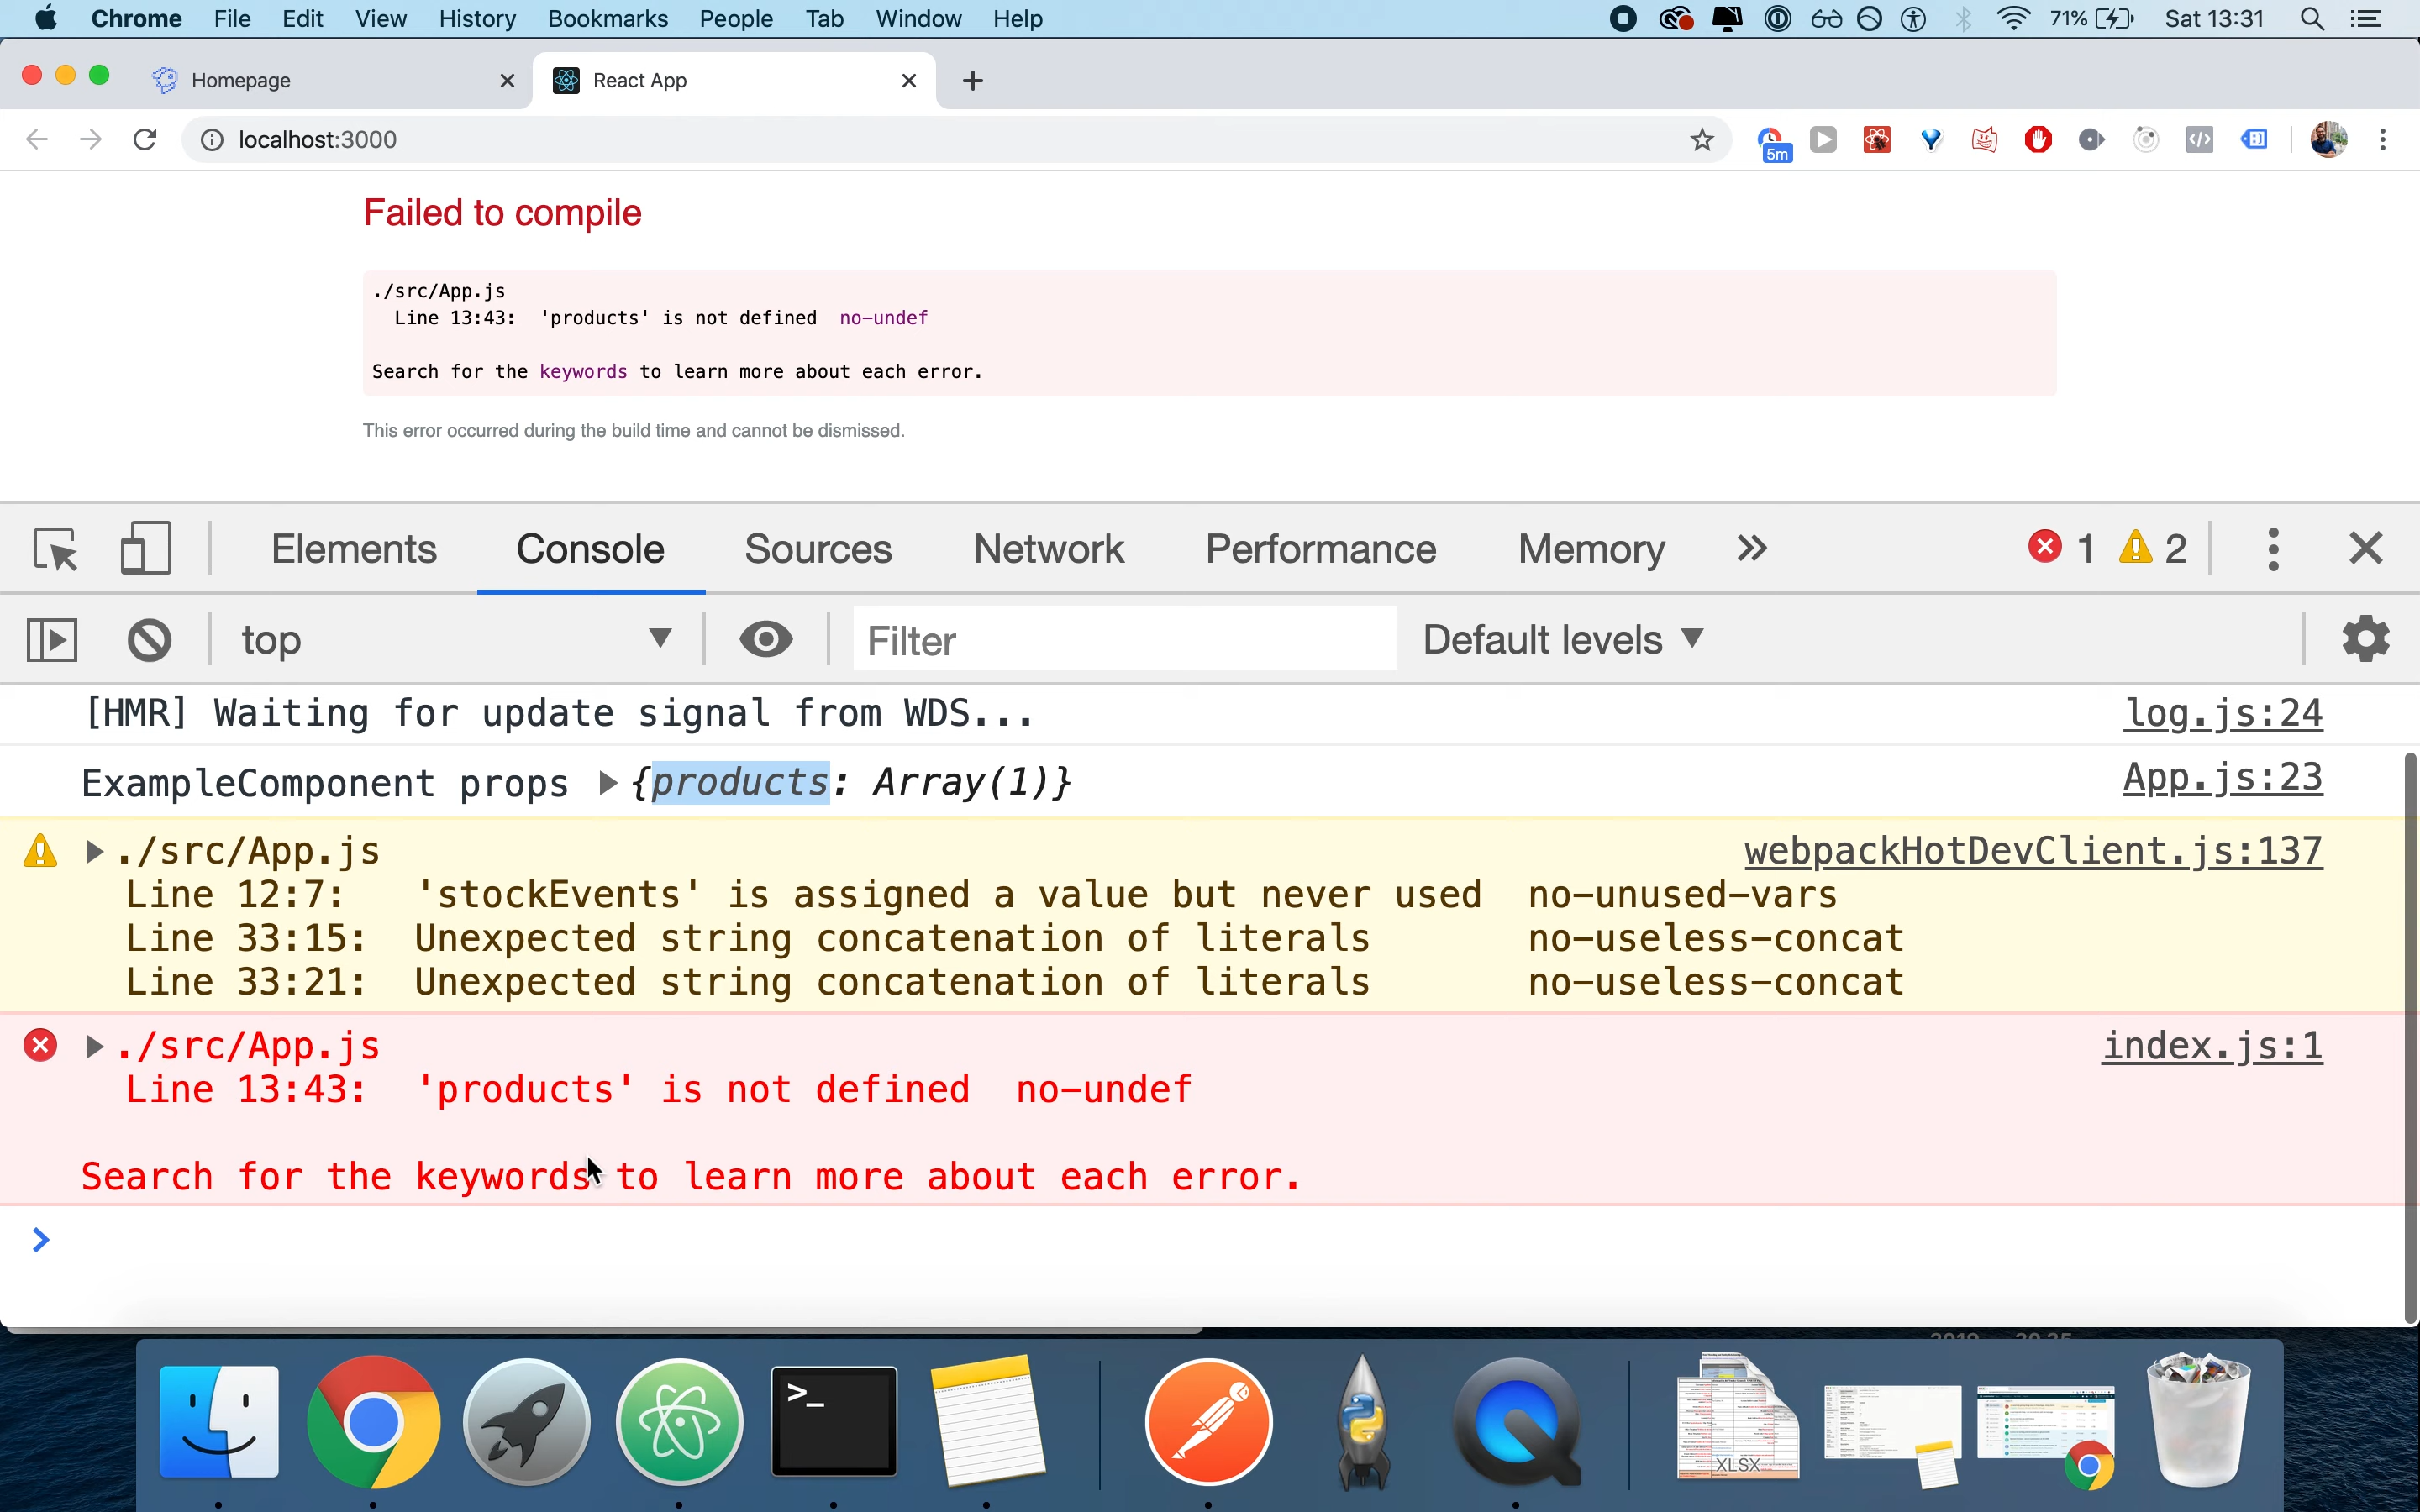 Chrome File Edit View History Bookmarks People Tab Window Help 71% Sat 13:31
Homepage React App
localhost:3000 5m
Failed to compile
./src/App.js
Line 13:43: 'products' is not defined no-undef
Search for the keywords to learn more about each error.
This error occurred during the build time and cannot be dismissed.
Elements Console Sources Network Performance Memory 1 2
top Filter Default levels
[HMR] Waiting for update signal from WDS... log.js:24
ExampleComponent props {products: Array(1)} App.js:23
./src/App.js webpackHotDevClient.js:137
Line 12:7: 'stockEvents' is assigned a value but never used no-unused-vars
Line 33:15: Unexpected string concatenation of literals no-useless-concat
Line 33:21: Unexpected string concatenation of literals no-useless-concat
./src/App.js index.js:1
Line 13:43: 'products' is not defined no-undef
Search for the keywords to learn more about each error.
XLSX